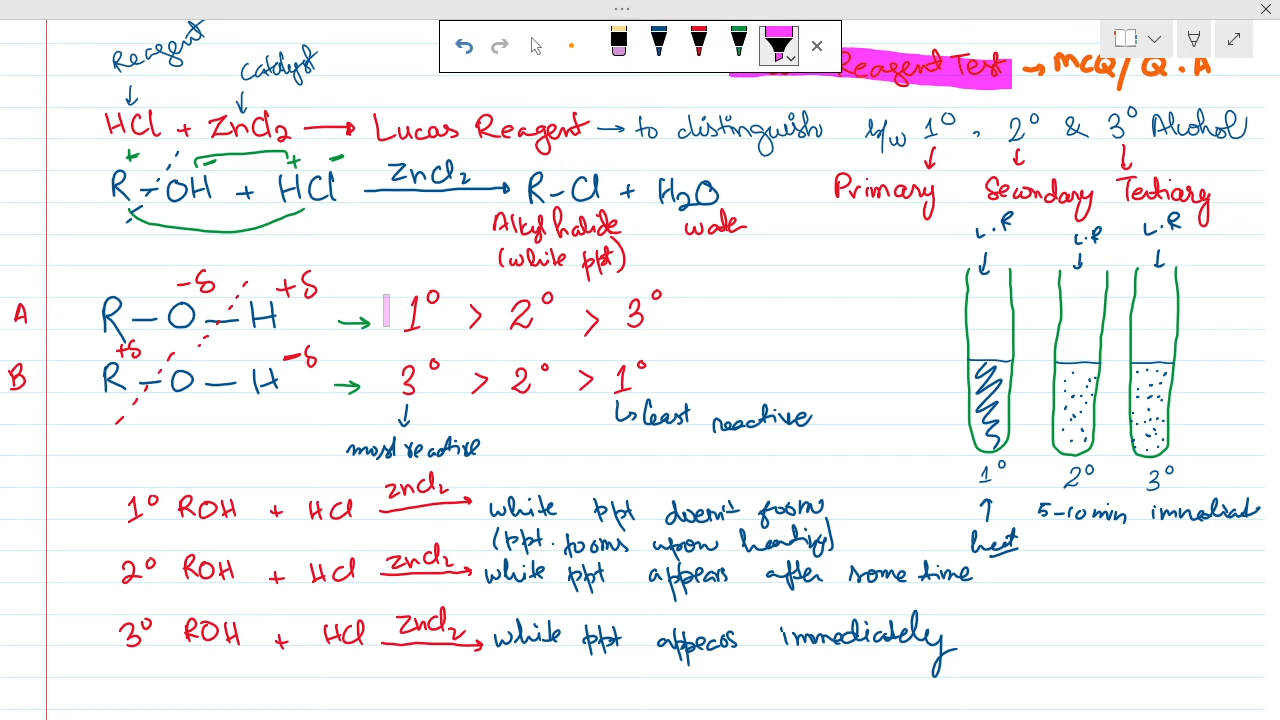 Reagent Test → MCQ/Q.A
Reagent
catalyst
HCl + ZnCl2 → Lucas Reagent → to distinguish b/w 1°, 2° & 3° Alcohol
Primary Secondary Tertiary
+ - + -
R-OH + HCl ZnCl2 → R-Cl + H2O
Alkyl halide
(white ppt)
water
L.R L.R L.R
-δ +δ
A R-O-H → 1° > 2° > 3°
+δ -δ
B R-O-H → 3° > 2° > 1°
most reactive
↳ least reactive
1° 2° 3°
heat
5-10 min
immediat
1° ROH + HCl ZnCl2 → white ppt doesn't form
(ppt. forms upon heating)
2° ROH + HCl ZnCl2 → white ppt appears after some time
3° ROH + HCl ZnCl2 → white ppt appears immediately